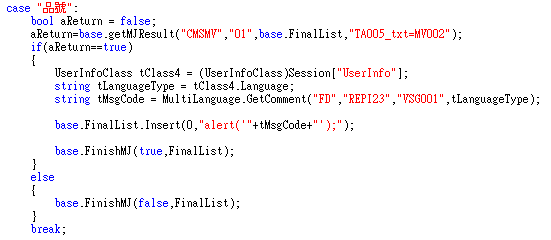 case "品號":
bool aReturn = false;
aReturn=base.getMJResult("CMSMV","01",base.FinalList,"TA005_txt=MV002");
if(aReturn==true)
{
UserInfoClass tClass4 = (UserInfoClass)Session["UserInfo"];
string tLanguageType = tClass4.Language;
string tMsgCode = MultiLanguage.GetComment("FD","REPI23","VSG001",tLanguageType);
base.FinalList.Insert(0,"alert('"+tMsgCode+"');");
base.FinishMJ(true,FinalList);
}
else
{
base.FinishMJ(false,FinalList);
}
break;